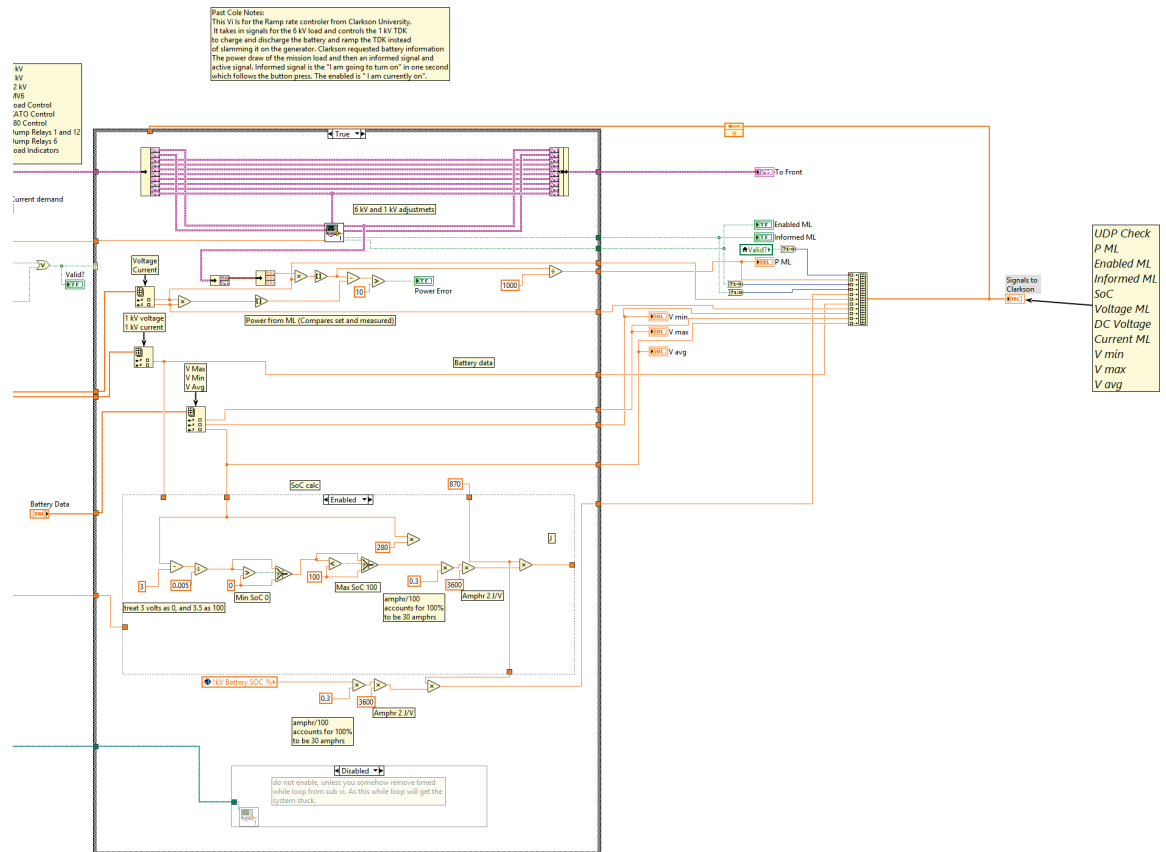 Past Cole Notes:
This Vi Is for the Ramp rate controler from Clarkson University.
It takes in signals for the 6 kV load and controls the 1 kV TDK
to charge and discharge the battery and ramp the TDK instead
of slamming it on the generator. Clarkson requested battery information
The power draw of the mission load and then an informed signal and
active signal. Informed signal is the "I am going to turn on" in one second
which follows the button press. The enabled is " I am currently on".
kV
kV
2 kV
MV6
oad Control
CATO Control
80 Control
ump Relays 1 and 12
ump Relays 6
oad Indicators
True
To Front
Current demand
6 kV and 1 kV adjustmets
Enabled ML
Informed ML
Valid?
P ML
Valid?
TF
Voltage
Current
10
TF
Power Error
1000
Power from ML (Compares set and measured)
1 kV voltage
1 kV current
V min
V max
V avg
Signals to
Clarkson
DBL
UDP Check
P ML
Enabled ML
Informed ML
SoC
Voltage ML
DC Voltage
Current ML
V min
V max
V avg
Battery data
V Max
V Min
V Avg
SoC calc
870
Enabled
Battery Data
DBL
280
J
3
0.005
0
100
0.3
3600
Min SoC 0
Max SoC 100
Amphr 2 J/V
treat 3 volts as 0, and 3.5 as 100
amphr/100
accounts for 100%
to be 30 amphrs
1kV Battery SOC %
0.3
3600
Amphr 2 J/V
amphr/100
accounts for 100%
to be 30 amphrs
Disabled
do not enable, unless you somehow remove timed
while loop from sub vi. As this while loop will get the
system stuck.